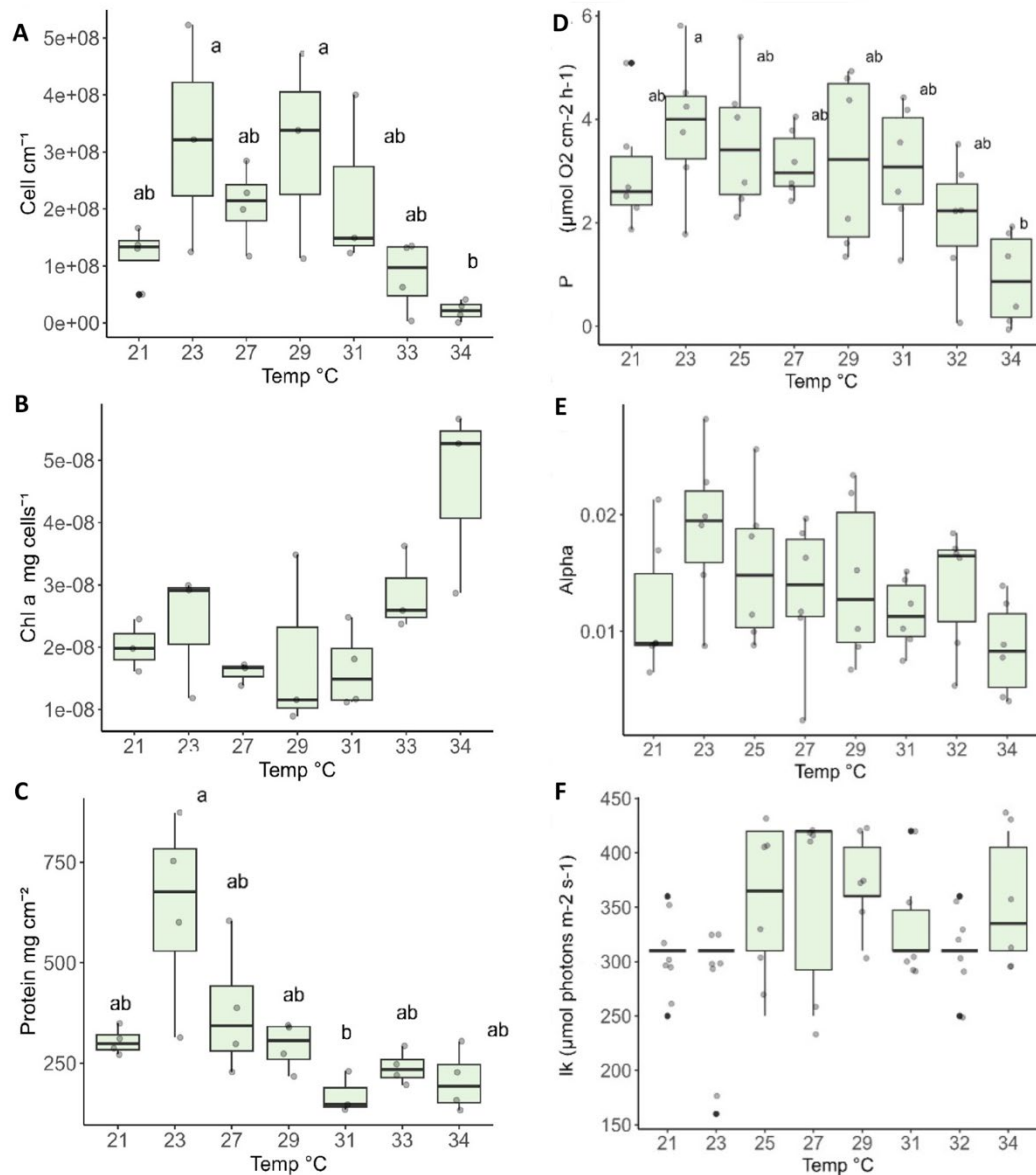 A
Cell cm⁻¹
5e+08
4e+08
3e+08
2e+08
1e+08
0e+00
ab
a
ab
a
ab
ab
b
21 23 27 29 31 33 34
Temp °C
B
Chl a mg cells⁻¹
5e-08
4e-08
3e-08
2e-08
1e-08
21 23 27 29 31 33 34
Temp °C
C
Protein mg cm⁻²
750
500
250
ab
a
ab
ab
b
ab
ab
21 23 27 29 31 33 34
Temp °C
D
P (µmol O2 cm-2 h-1)
6
4
2
0
ab
a
ab
ab
ab
ab
ab
b
21 23 25 27 29 31 32 34
Temp °C
E
Alpha
0.02
0.01
21 23 25 27 29 31 32 34
Temp °C
F
Ik (µmol photons m-2 s-1)
450
400
350
300
250
200
150
21 23 25 27 29 31 32 34
Temp °C